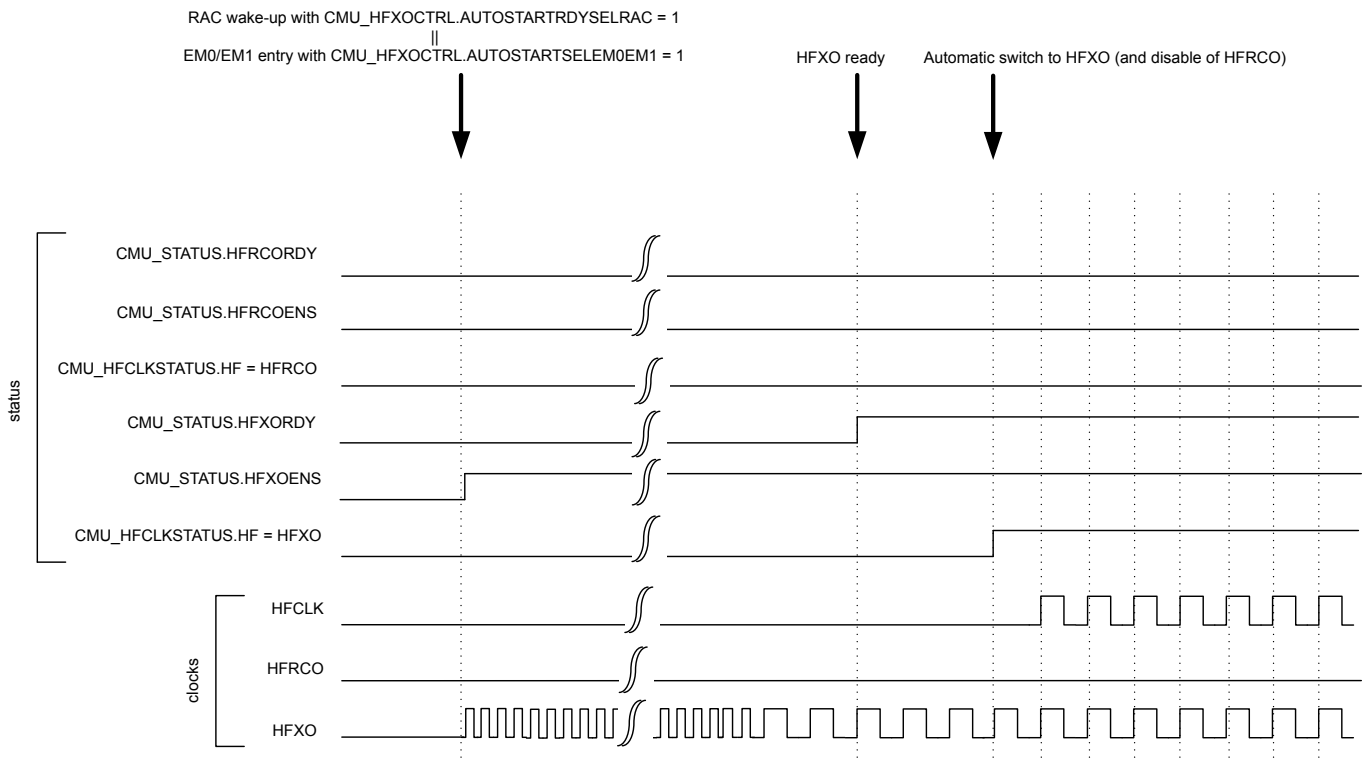 RAC wake-up with CMU_HFXOCTRL.AUTOSTARTRDYSELRAC = 1
||
EM0/EM1 entry with CMU_HFXOCTRL.AUTOSTARTSELEM0EM1 = 1
HFXO ready
Automatic switch to HFXO (and disable of HFRCO)
status
CMU_STATUS.HFRCORDY
CMU_STATUS.HFRCOENS
CMU_HFCLKSTATUS.HF = HFRCO
CMU_STATUS.HFXORDY
CMU_STATUS.HFXOENS
CMU_HFCLKSTATUS.HF = HFXO
clocks
HFCLK
HFRCO
HFXO